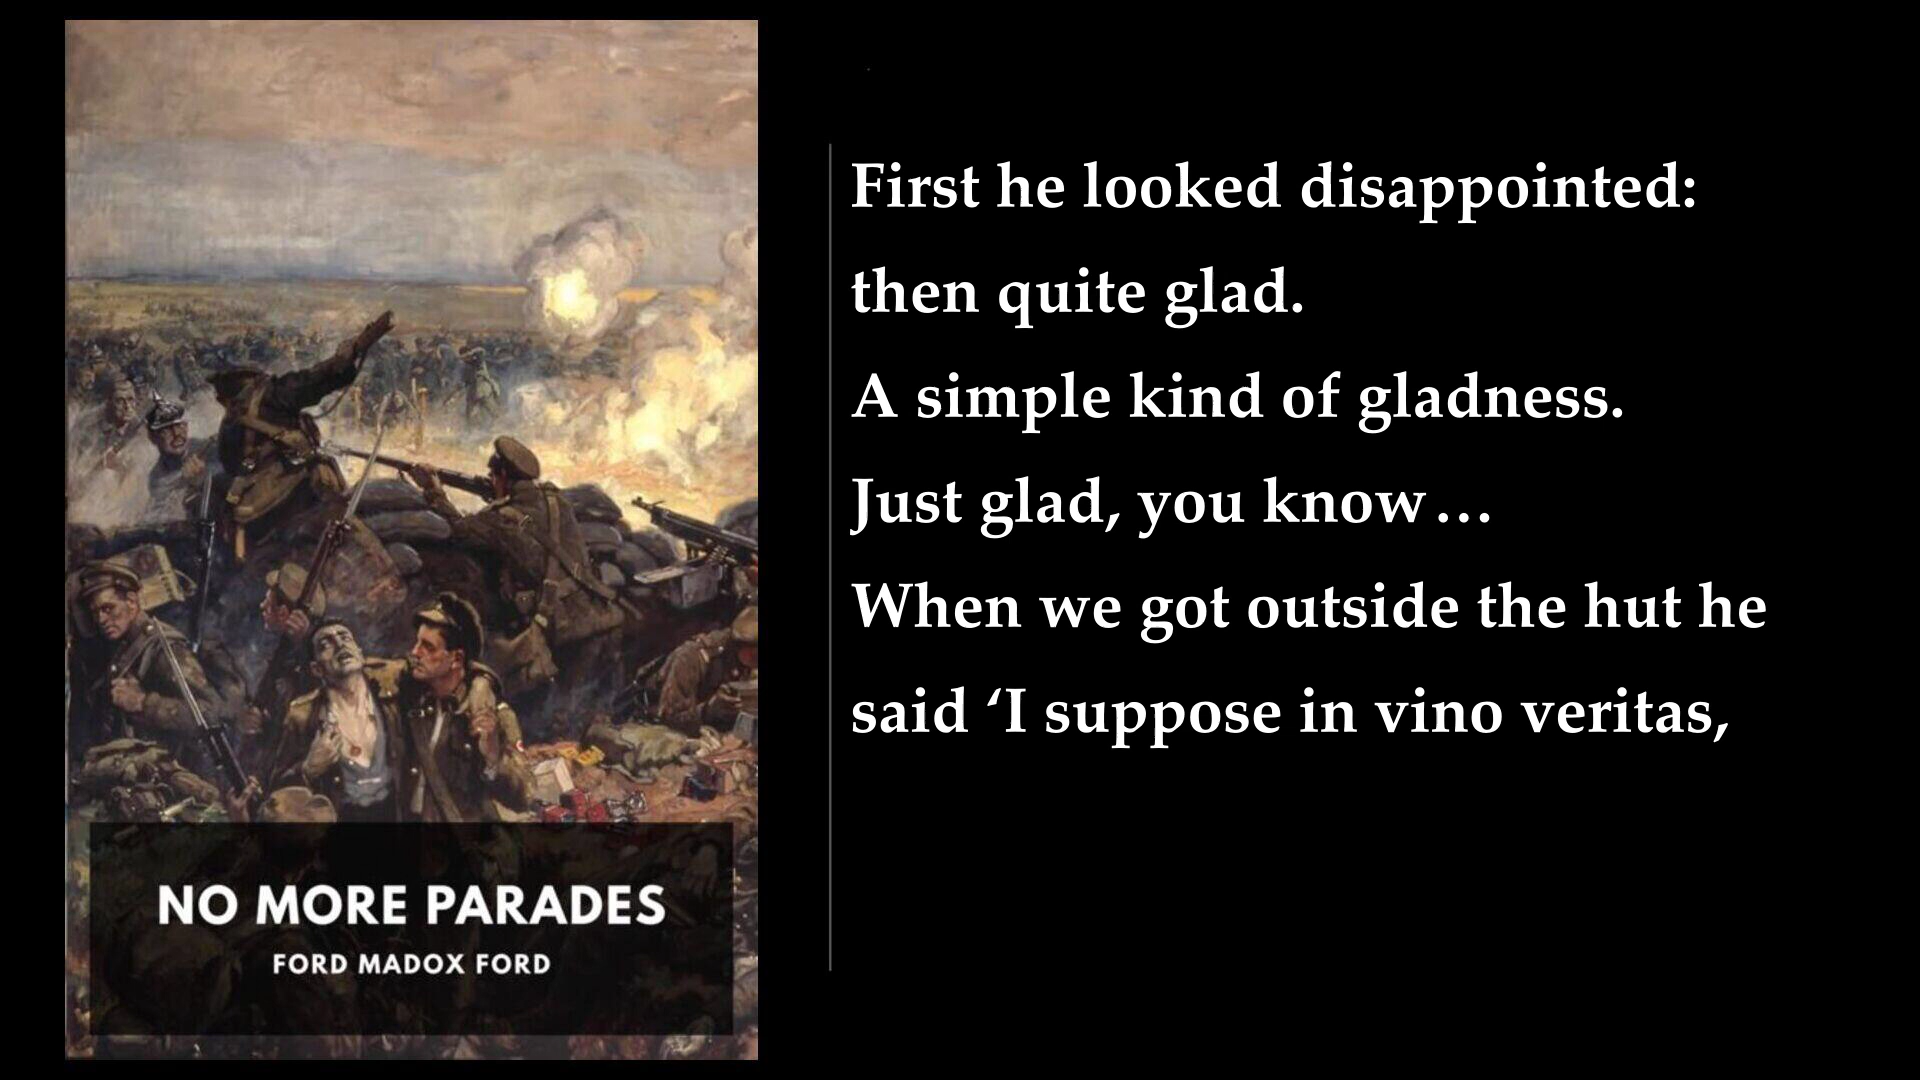 First he looked disappointed:
then quite glad.
A simple kind of gladness.
Just glad, you know…
When we got outside the hut he
said ‘I suppose in vino veritas,
NO MORE PARADES
FORD MADOX FORD